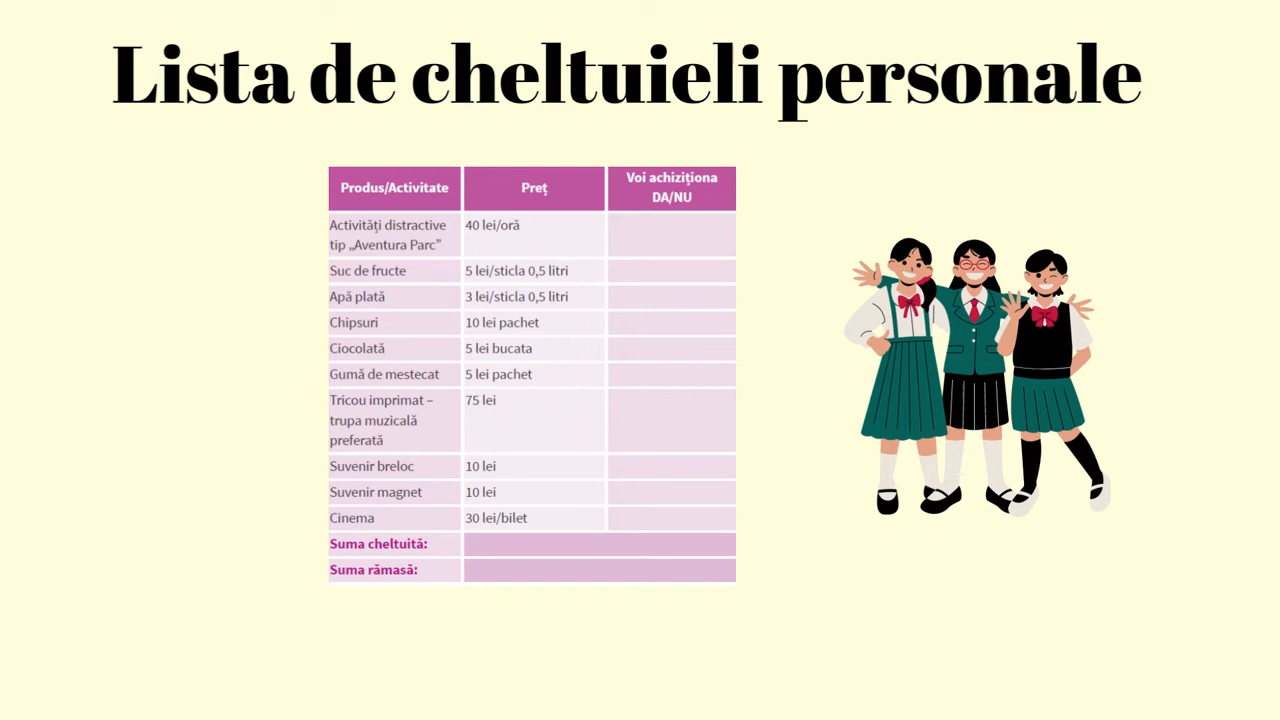 Lista de cheltuieli personale
Produs/Activitate Preț Voi achiziționa
DA/NU
Activități distractive 40 lei/oră
tip „Aventura Parc”
Suc de fructe 5 lei/sticla 0,5 litri
Apă plată 3 lei/sticla 0,5 litri
Chipsuri 10 lei pachet
Ciocolată 5 lei bucata
Gumă de mestecat 5 lei pachet
Tricou imprimat – 75 lei
trupa muzicală
preferată
Suvenir breloc 10 lei
Suvenir magnet 10 lei
Cinema 30 lei/bilet
Suma cheltuită:
Suma rămasă: